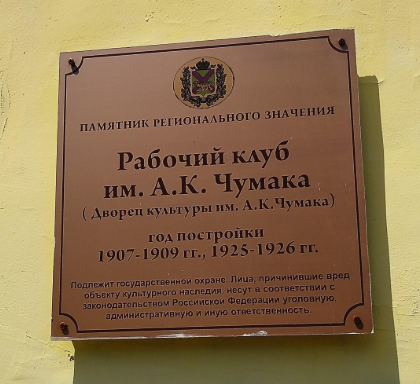 ПАМЯТНИК РЕГИОНАЛЬНОГО ЗНАЧЕНИЯ
Рабочий клуб
им. А.К. Чумака
( Дворец культуры им. А.К.Чумака)
год постройки
1907-1909 гг., 1925-1926 гг.
Подлежит государственной охране. Лица, причинившие вред
объекту культурного наследия, несут в соответствии с
законодательством Российской Федерации уголовную,
административную и иную ответственность.